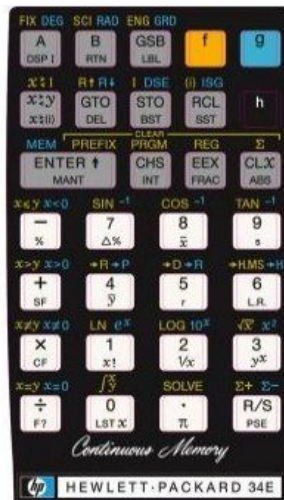 FIX DEG SCI RAD ENG GRD
A B GSB f g
DSP I RTN LBL
x⇄I R↑ R↓ I DSE (i) ISG
x⇄y GTO STO RCL h
x⇄(i) DEL BST SST
CLEAR
MEM PREFIX PRGM REG Σ
ENTER ↑ CHS EEX CLX
MANT INT FRAC ABS
x≤y x<0 SIN -1 COS -1 TAN -1
− 7 8 9
% Δ% x̄ s
x>y x>0 →R→P →D→R →H.MS→H
+ 4 5 6
SF ŷ r L.R.
x≠y x≠0 LN eˣ LOG 10ˣ √x x²
× 1 2 3
CF x! 1/x yˣ
x=y x=0 ∫ SOLVE Σ+ Σ−
÷ 0 · R/S
F? LST X π PSE
Continuous Memory
hp HEWLETT·PACKARD 34E